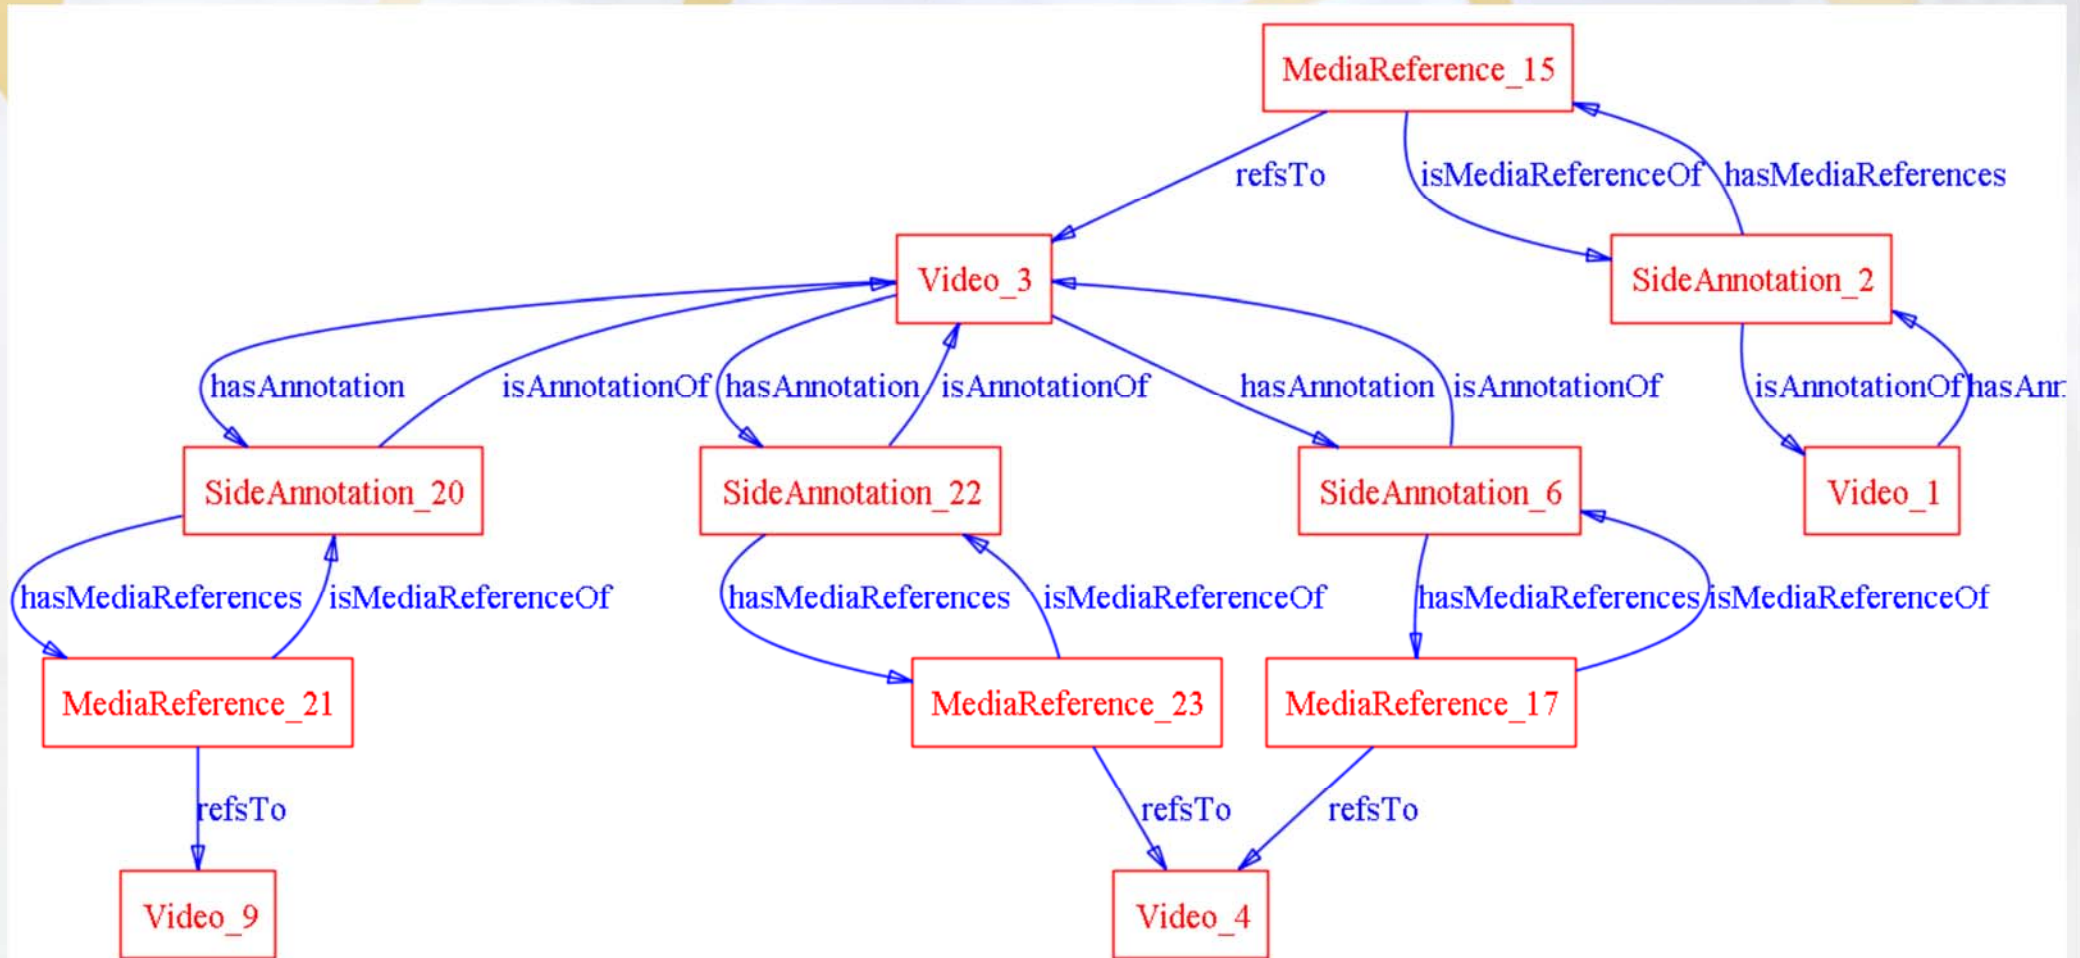 MediaReference_15
refsTo
isMediaReferenceOf
hasMediaReferences
Video_3
SideAnnotation_2
hasAnnotation
isAnnotationOf
hasAnnotation
isAnnotationOf
hasAnnotation
isAnnotationOf
isAnnotationOf
SideAnnotation_20
SideAnnotation_22
SideAnnotation_6
Video_1
hasMediaReferences
isMediaReferenceOf
hasMediaReferences
isMediaReferenceOf
hasMediaReferences
isMediaReferenceOf
MediaReference_21
MediaReference_23
MediaReference_17
refsTo
refsTo
refsTo
Video_9
Video_4